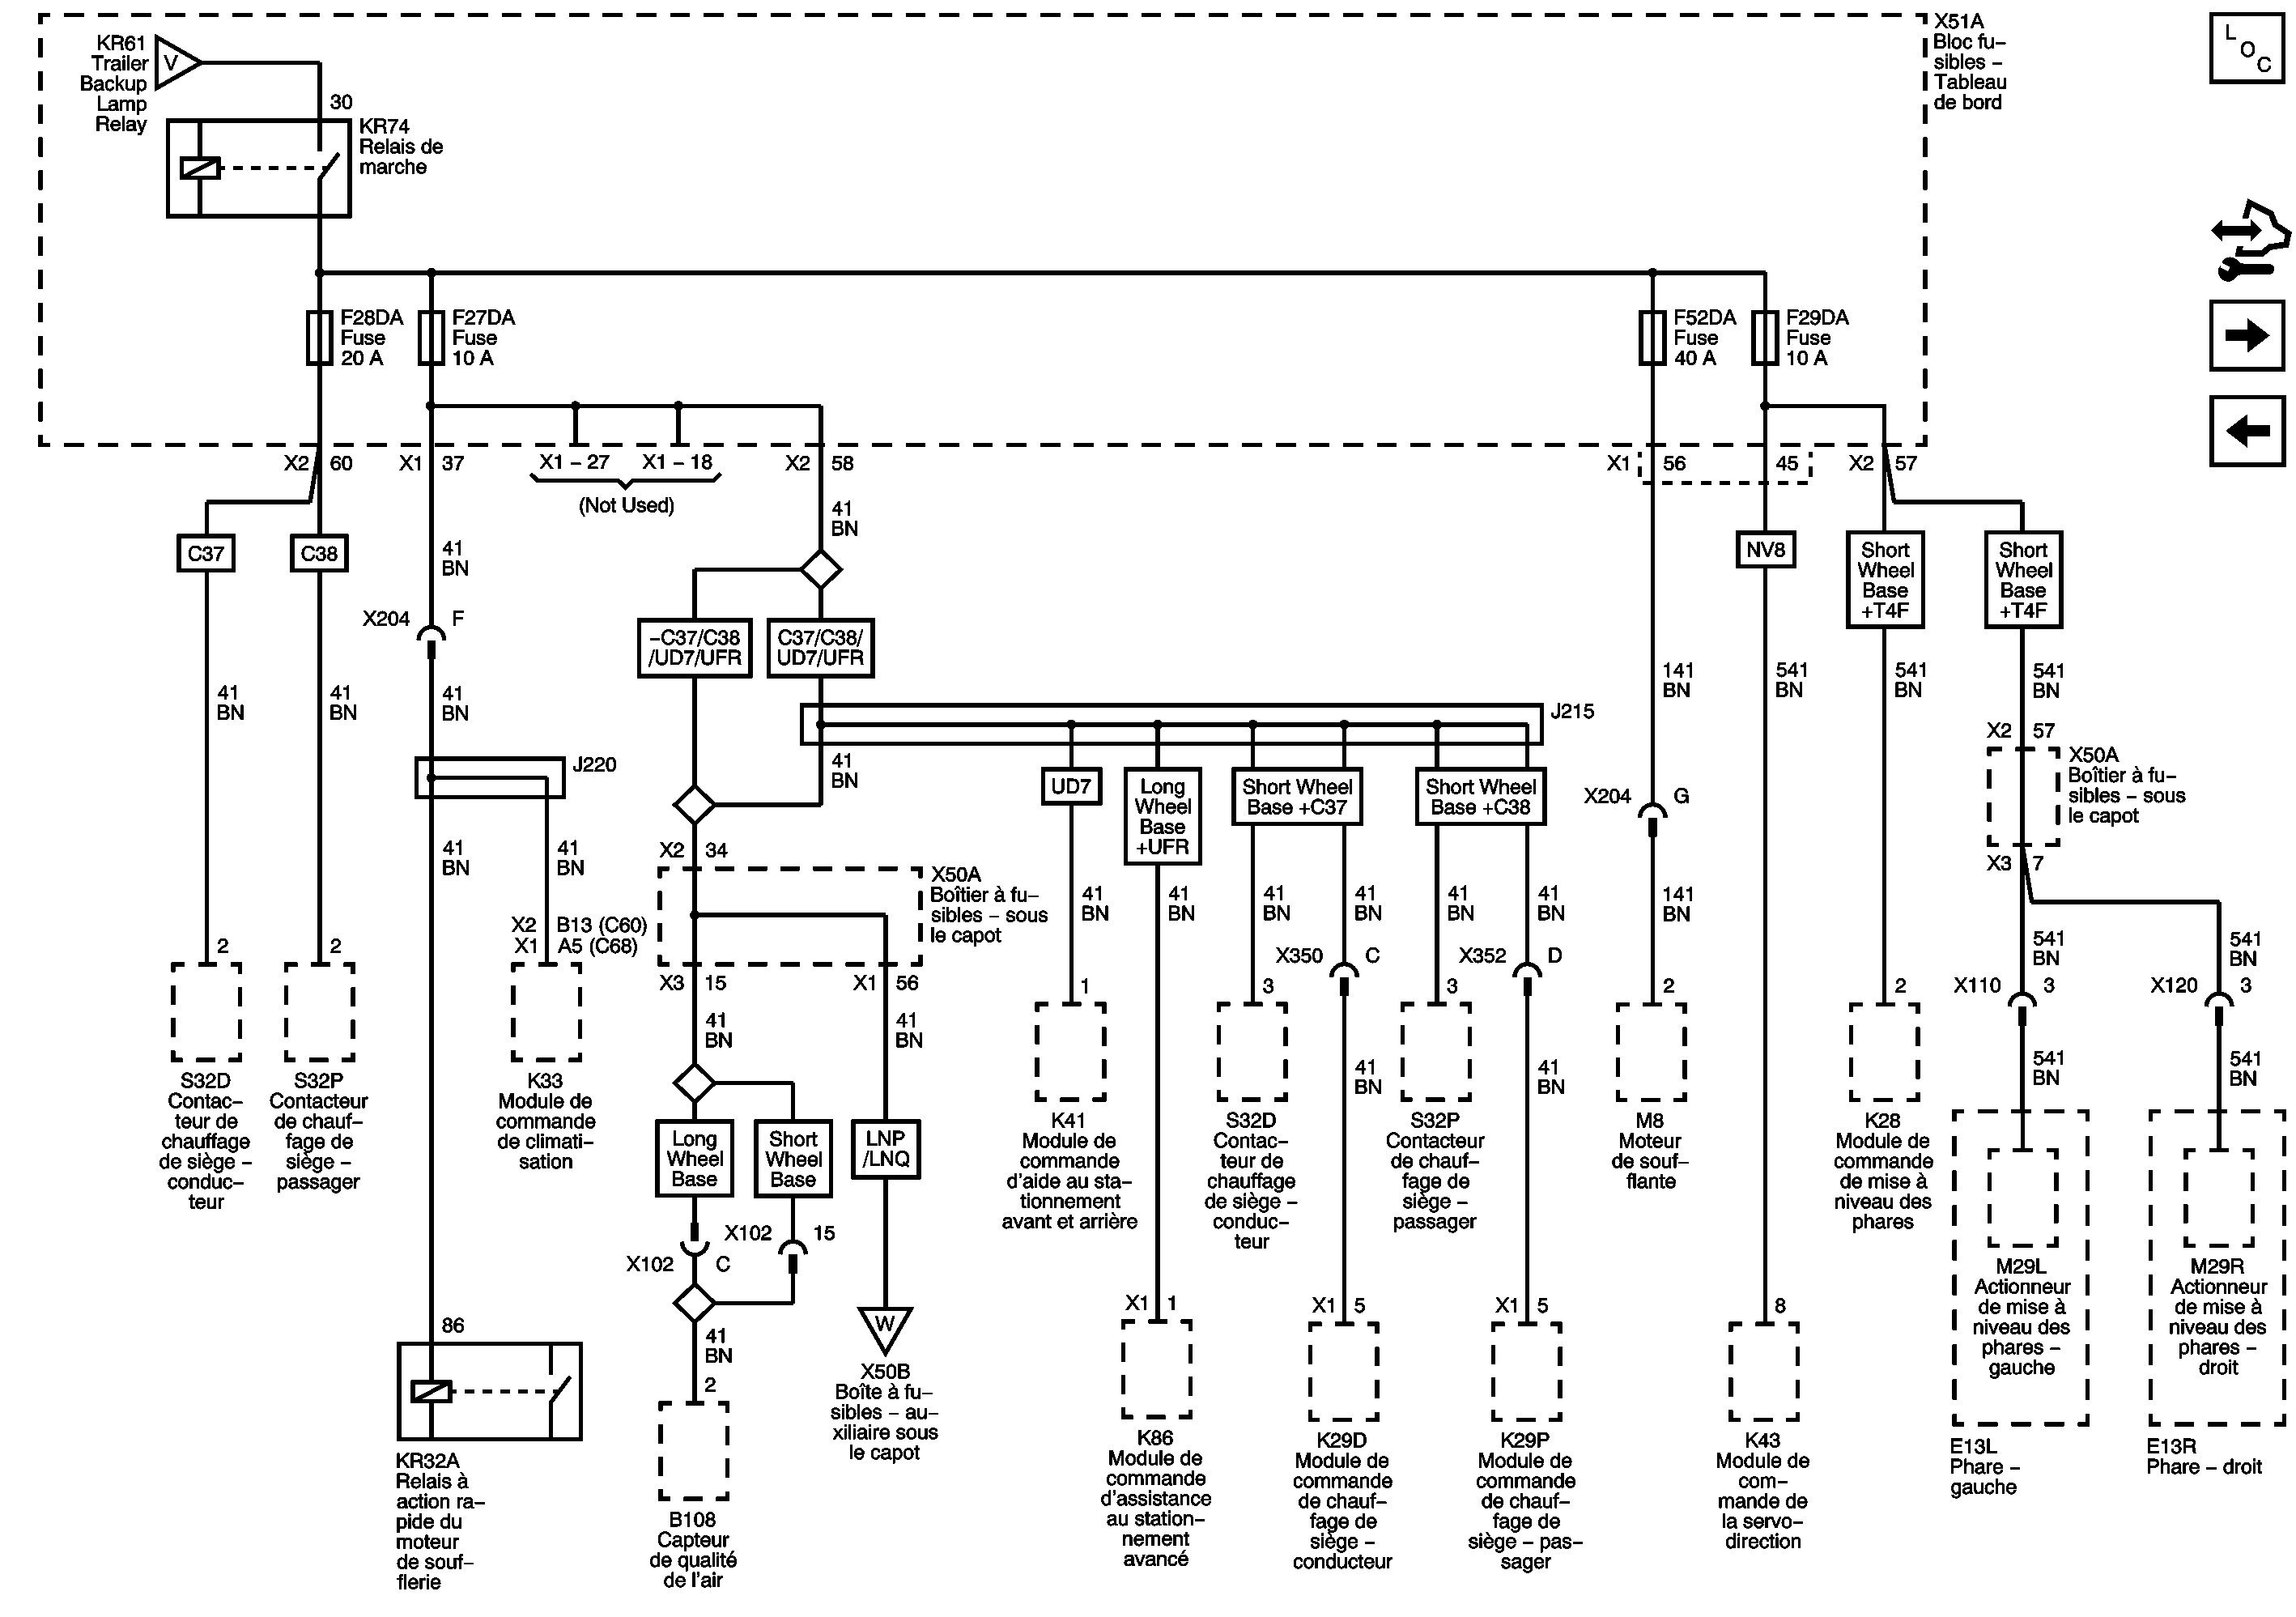 KR61
Trailer
Backup
Lamp
Relay
V
30
KR74
Relais de
marche
X51A
Bloc fu–
sibles –
Tableau
de bord
L
O
C
F28DA
Fuse
20 A
F27DA
Fuse
10 A
F52DA
Fuse
40 A
F29DA
Fuse
10 A
X2 60
X1 37
X1 – 27
X1 – 18
(Not Used)
X2 58
X1 56
45
X2 57
41
BN
C37
C38
41
BN
NV8
Short
Wheel
Base
+T4F
Short
Wheel
Base
+T4F
X204 F
–C37/C38
/UD7/UFR
C37/C38/
UD7/UFR
41
BN
41
BN
41
BN
141
BN
541
BN
541
BN
541
BN
J215
J220
41
BN
X2 57
X50A
Boîtier à fu–
sibles – sous
le capot
X3 7
UD7
Long
Wheel
Base
+UFR
Short Wheel
Base +C37
Short Wheel
Base +C38
X204 G
41
BN
41
BN
X2 34
X50A
Boîtier à fu–
sibles – sous
le capot
41
BN
41
BN
41
BN
41
BN
41
BN
41
BN
141
BN
X2 B13 (C60)
X1 A5 (C68)
2
2
541
BN
541
BN
X350 C
X352 D
X3 15
X1 56
X110 3
X120 3
41
BN
41
BN
1
3
3
2
2
S32D
Contac–
teur de
chauffage
de siège –
conduc–
teur
S32P
Contacteur
de chauf–
fage de
siège –
passager
K33
Module de
commande
de climati–
sation
41
BN
41
BN
541
BN
541
BN
Long
Wheel
Base
Short
Wheel
Base
LNP
/LNQ
K41
Module de
commande
d'aide au sta–
tionnement
avant et arrière
S32D
Contac–
teur de
chauffage
de siège –
conduc–
teur
S32P
Contacteur
de chauf–
fage de
siège –
passager
M8
Moteur
de souf–
flante
K28
Module de
commande
de mise à
niveau des
phares
X102 15
X102 C
M29L
Actionneur
de mise à
niveau des
phares –
gauche
M29R
Actionneur
de mise à
niveau des
phares –
droit
86
41
BN
W
X1 1
X1 5
X1 5
8
2
X50B
Boîte à fu–
sibles – au–
xiliaire sous
le capot
KR32A
Relais à
action ra–
pide du
moteur
de souf–
flerie
B108
Capteur
de qualité
de l'air
K86
Module de
commande
d'assistance
au station–
nement
avancé
K29D
Module de
commande
de chauf–
fage de
siège –
conducteur
K29P
Module de
commande
de chauf–
fage de
siège – pas–
sager
K43
Module de
com–
mande de
la servo–
direction
E13L
Phare –
gauche
E13R
Phare – droit